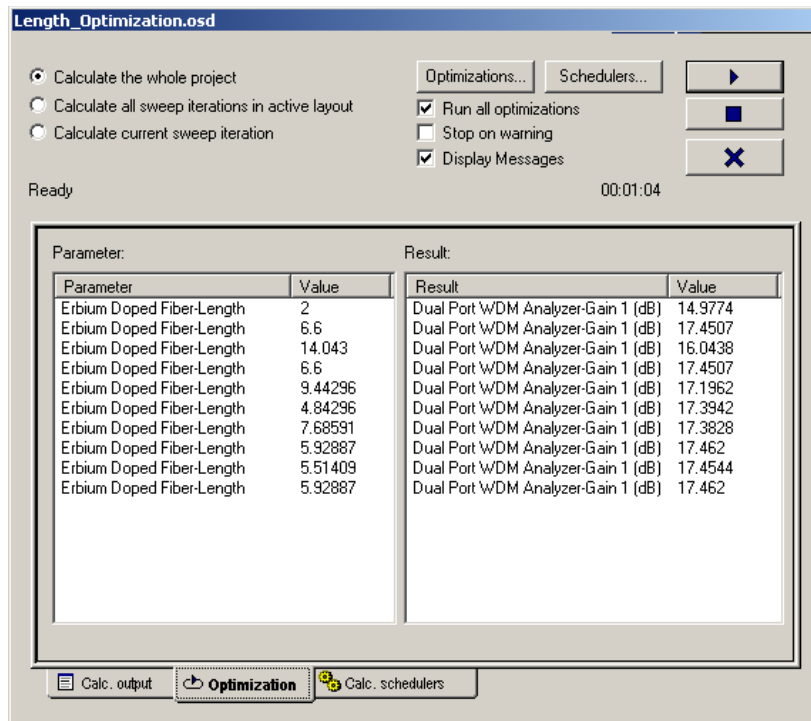 Length_Optimization.osd
Calculate the whole project
Calculate all sweep iterations in active layout
Calculate current sweep iteration
Optimizations...
Schedulers...
Run all optimizations
Stop on warning
Display Messages
Ready
00:01:04
Parameter:
Result:
Parameter Value Result Value
Erbium Doped Fiber-Length 2 Dual Port WDM Analyzer-Gain 1 (dB) 14.9774
Erbium Doped Fiber-Length 6.6 Dual Port WDM Analyzer-Gain 1 (dB) 17.4507
Erbium Doped Fiber-Length 14.043 Dual Port WDM Analyzer-Gain 1 (dB) 16.0438
Erbium Doped Fiber-Length 6.6 Dual Port WDM Analyzer-Gain 1 (dB) 17.4507
Erbium Doped Fiber-Length 9.44296 Dual Port WDM Analyzer-Gain 1 (dB) 17.1962
Erbium Doped Fiber-Length 4.84296 Dual Port WDM Analyzer-Gain 1 (dB) 17.3942
Erbium Doped Fiber-Length 7.68591 Dual Port WDM Analyzer-Gain 1 (dB) 17.3828
Erbium Doped Fiber-Length 5.92887 Dual Port WDM Analyzer-Gain 1 (dB) 17.462
Erbium Doped Fiber-Length 5.51409 Dual Port WDM Analyzer-Gain 1 (dB) 17.4544
Erbium Doped Fiber-Length 5.92887 Dual Port WDM Analyzer-Gain 1 (dB) 17.462
Calc. output
Optimization
Calc. schedulers